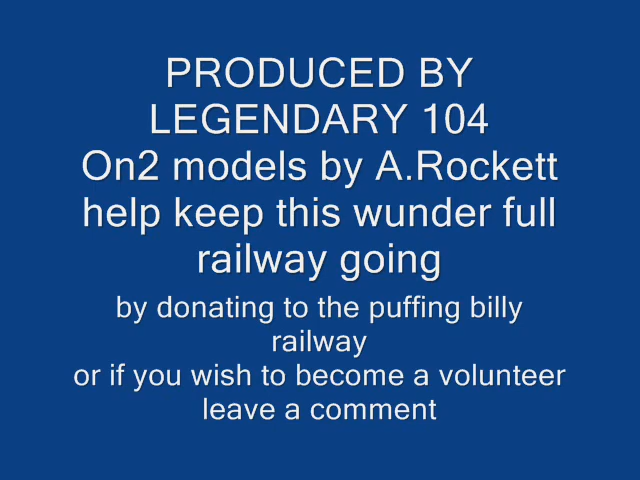 PRODUCED BY
LEGENDARY 104
On2 models by A.Rockett
help keep this wunder full
railway going
by donating to the puffing billy
railway
or if you wish to become a volunteer
leave a comment